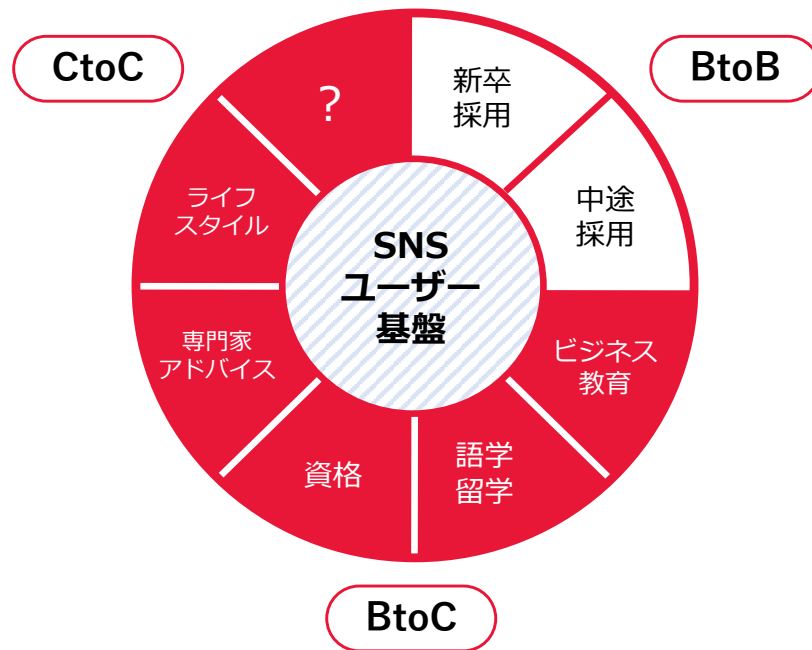 CtoC
BtoB
?
新卒
採用
中途
採用
ライフ
スタイル
SNS
ユーザー
基盤
専門家
アドバイス
ビジネス
教育
資格
語学
留学
BtoC